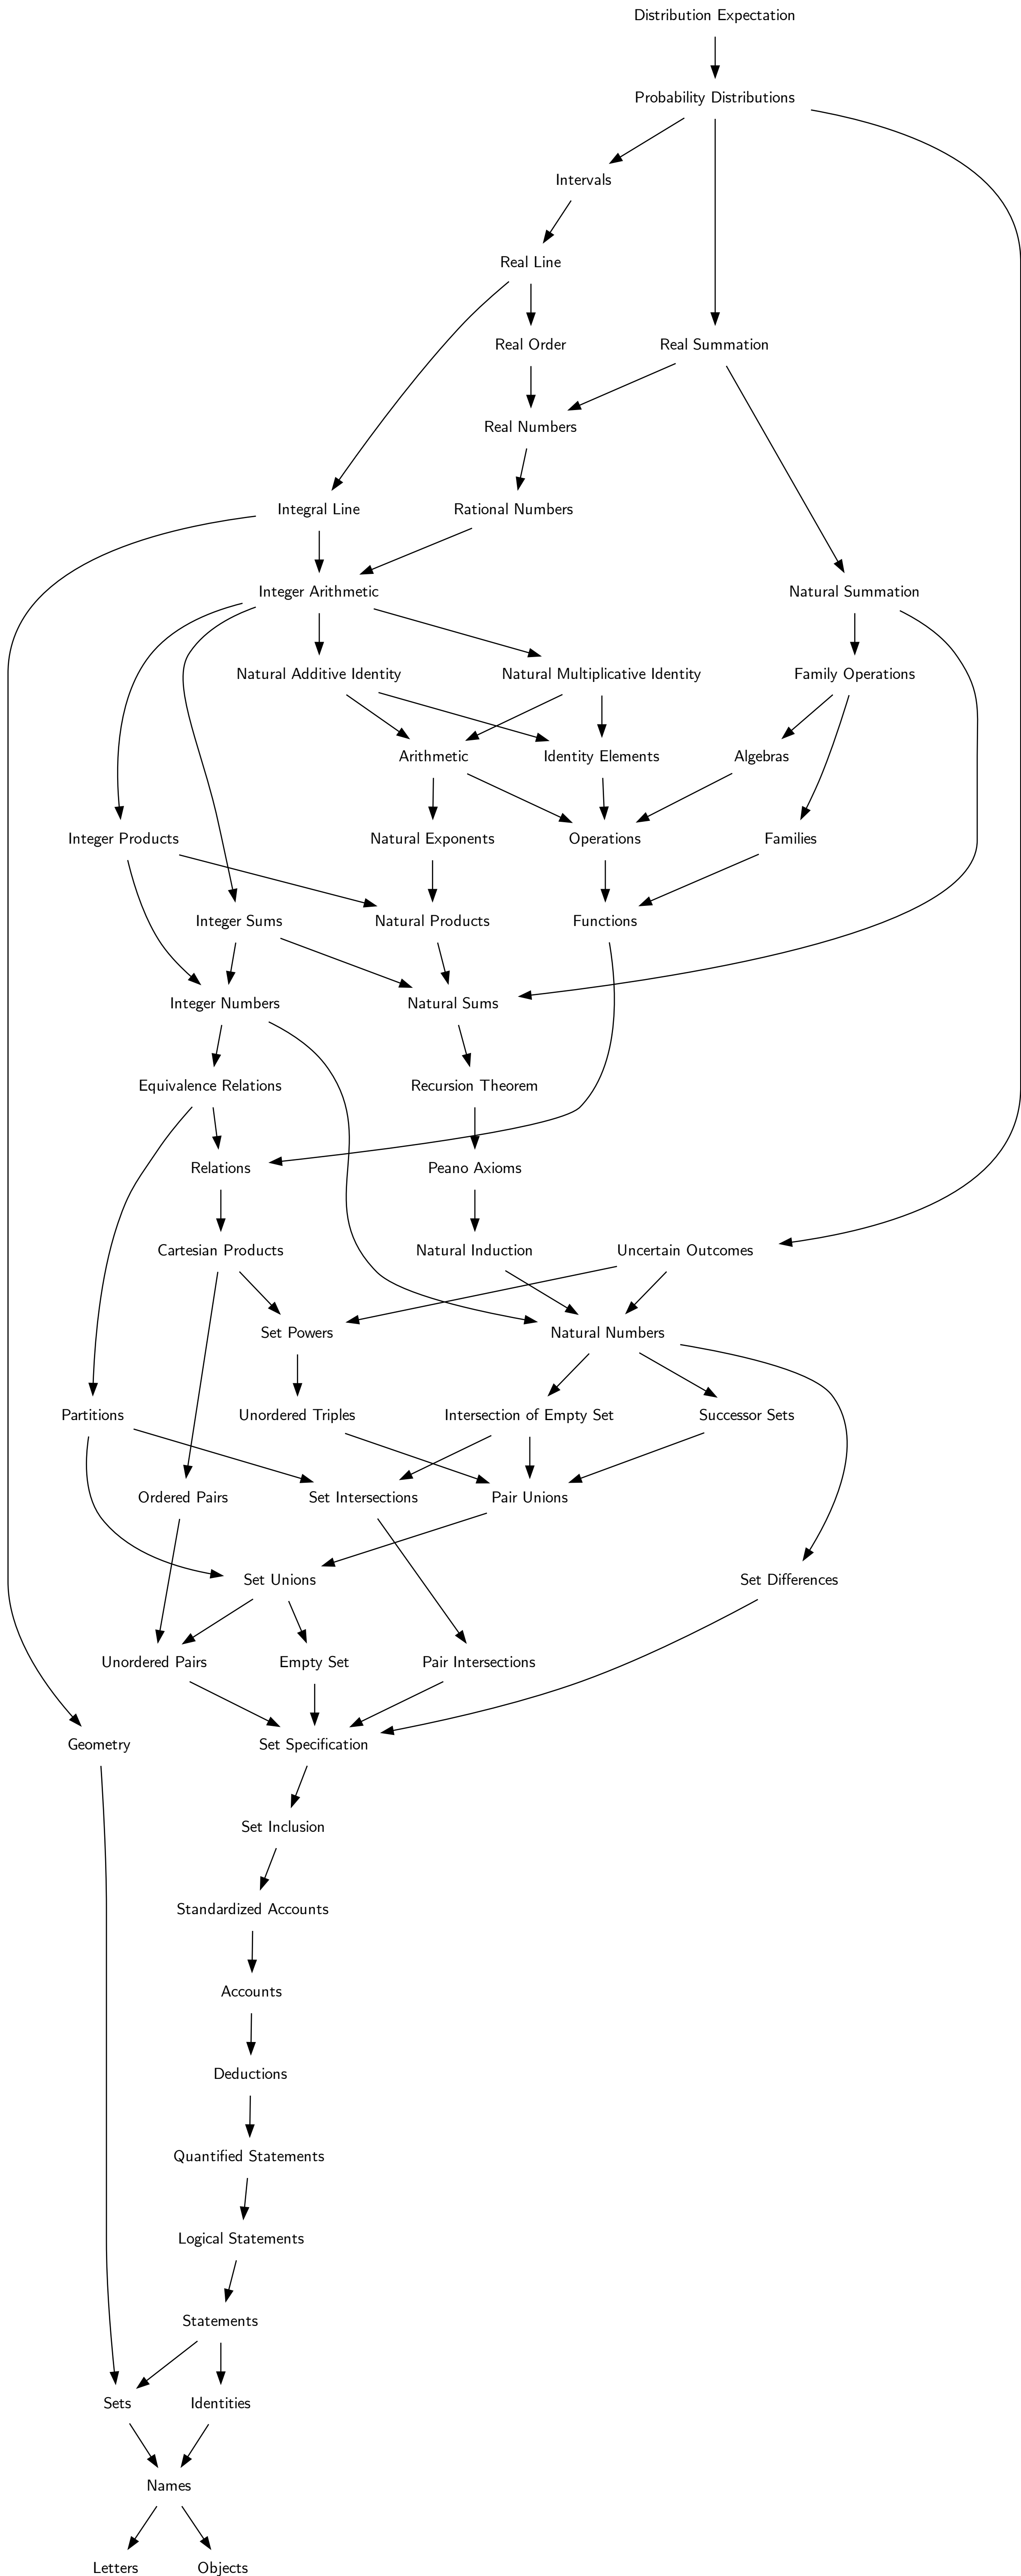 Distribution Expectation
Probability Distributions
Intervals
Real Line
Real Order
Real Summation
Real Numbers
Integral Line
Rational Numbers
Integer Arithmetic
Natural Summation
Natural Additive Identity
Natural Multiplicative Identity
Family Operations
Arithmetic
Identity Elements
Algebras
Integer Products
Natural Exponents
Operations
Families
Integer Sums
Natural Products
Functions
Integer Numbers
Natural Sums
Equivalence Relations
Recursion Theorem
Relations
Peano Axioms
Cartesian Products
Natural Induction
Uncertain Outcomes
Set Powers
Natural Numbers
Partitions
Unordered Triples
Intersection of Empty Set
Successor Sets
Ordered Pairs
Set Intersections
Pair Unions
Set Unions
Set Differences
Unordered Pairs
Empty Set
Pair Intersections
Geometry
Set Specification
Set Inclusion
Standardized Accounts
Accounts
Deductions
Quantified Statements
Logical Statements
Statements
Sets
Identities
Names
Letters
Objects